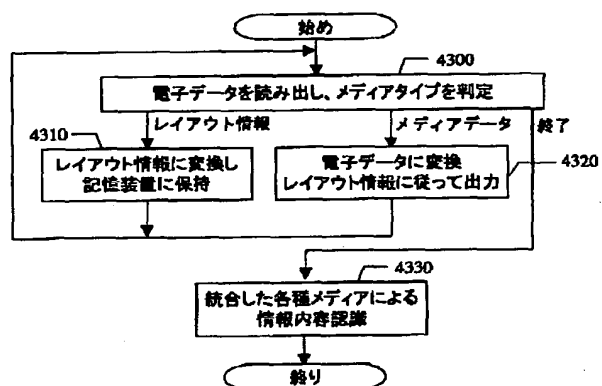 始め
4300
電子データを読み出し、メディアタイプを判定
レイアウト情報
メディアデータ
終了
4310
レイアウト情報に変換し
記憶装置に保持
電子データに変換
レイアウト情報に従って出力
4320
4330
統合した各種メディアによる
情報内容認識
終り